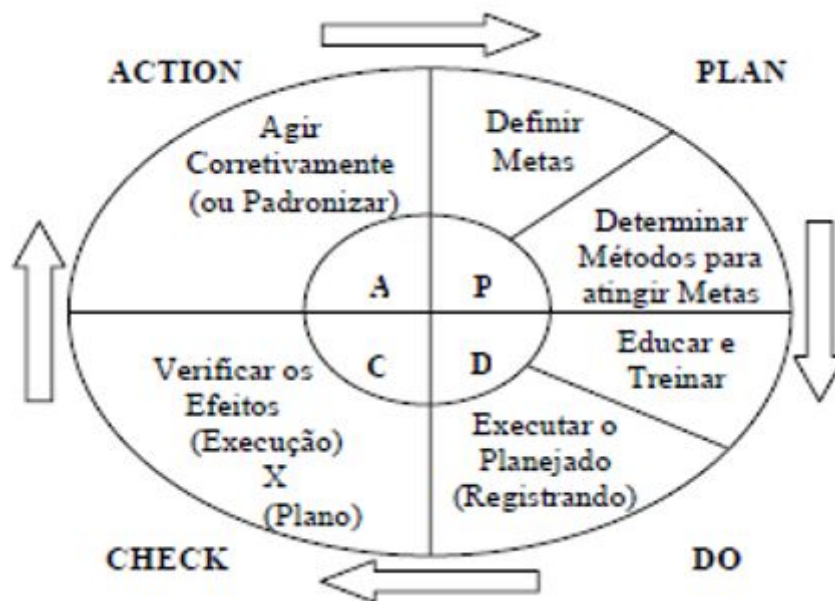 ACTION
PLAN
Agir
Corretivamente
(ou Padronizar)
Definir
Metas
Determinar
Métodos para
atingir Metas
A
P
C
D
Educar e
Treinar
Verificar os
Efeitos
(Execução)
X
(Plano)
Executar o
Planejado
(Registrando)
CHECK
DO